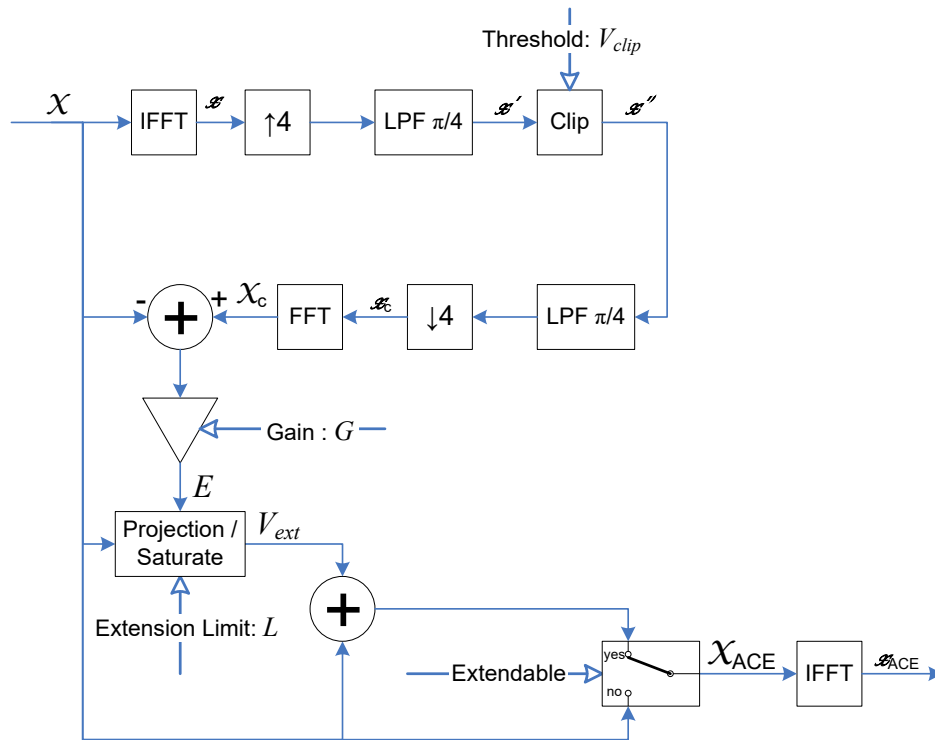 Threshold: V_clip
X
IFFT
x
↑4
LPF π/4
x′
Clip
x″
-
+
+
X_c
FFT
x_c
↓4
LPF π/4
Gain : G
E
Projection / Saturate
V_ext
Extension Limit: L
+
Extendable
yes
no
X_ACE
IFFT
x_ACE